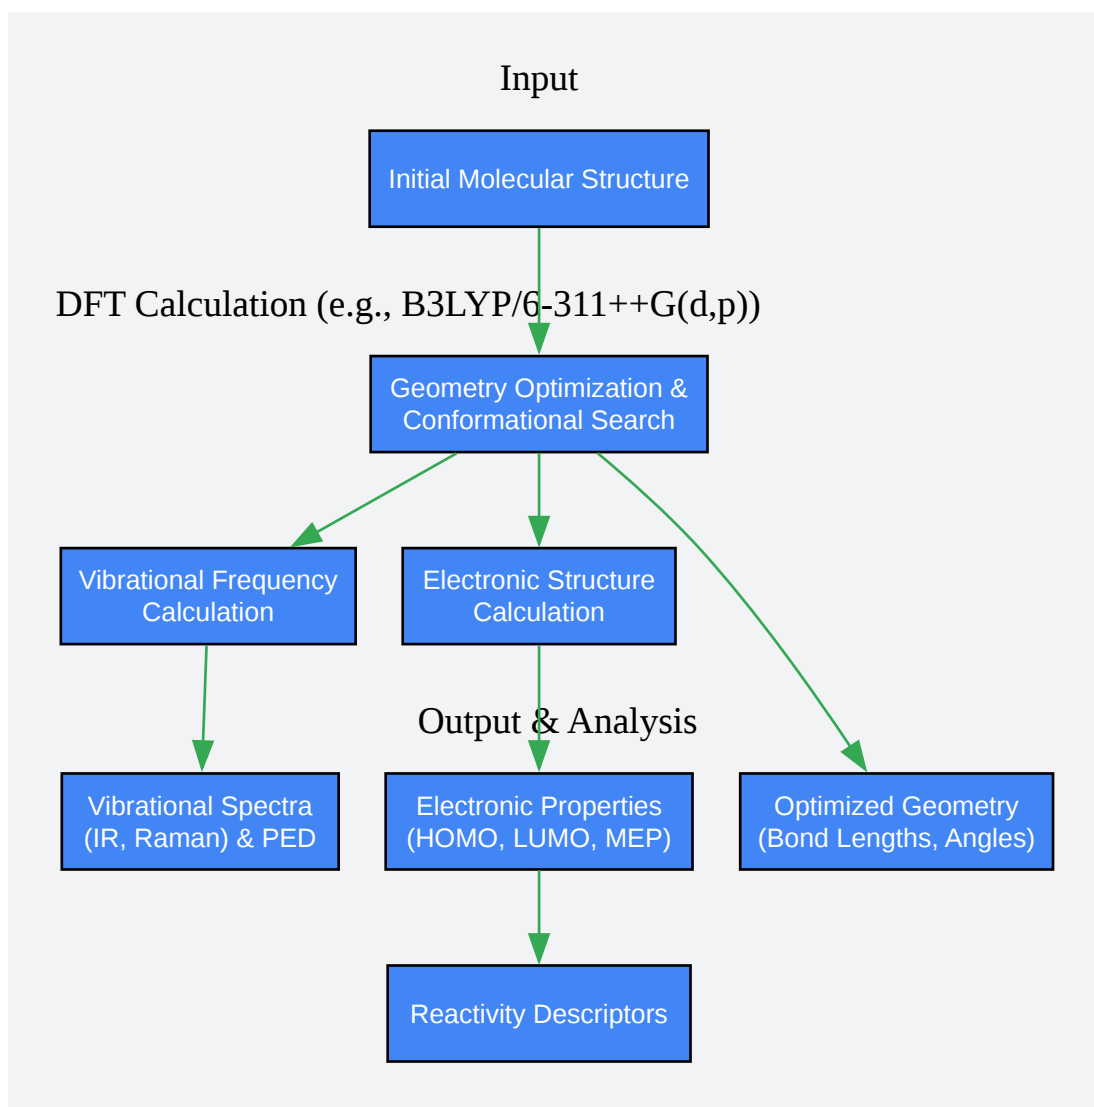 Input
Initial Molecular Structure
DFT Calculation (e.g., B3LYP/6-311++G(d,p))
Geometry Optimization &
Conformational Search
Vibrational Frequency
Calculation
Electronic Structure
Calculation
Output & Analysis
Vibrational Spectra
(IR, Raman) & PED
Electronic Properties
(HOMO, LUMO, MEP)
Optimized Geometry
(Bond Lengths, Angles)
Reactivity Descriptors